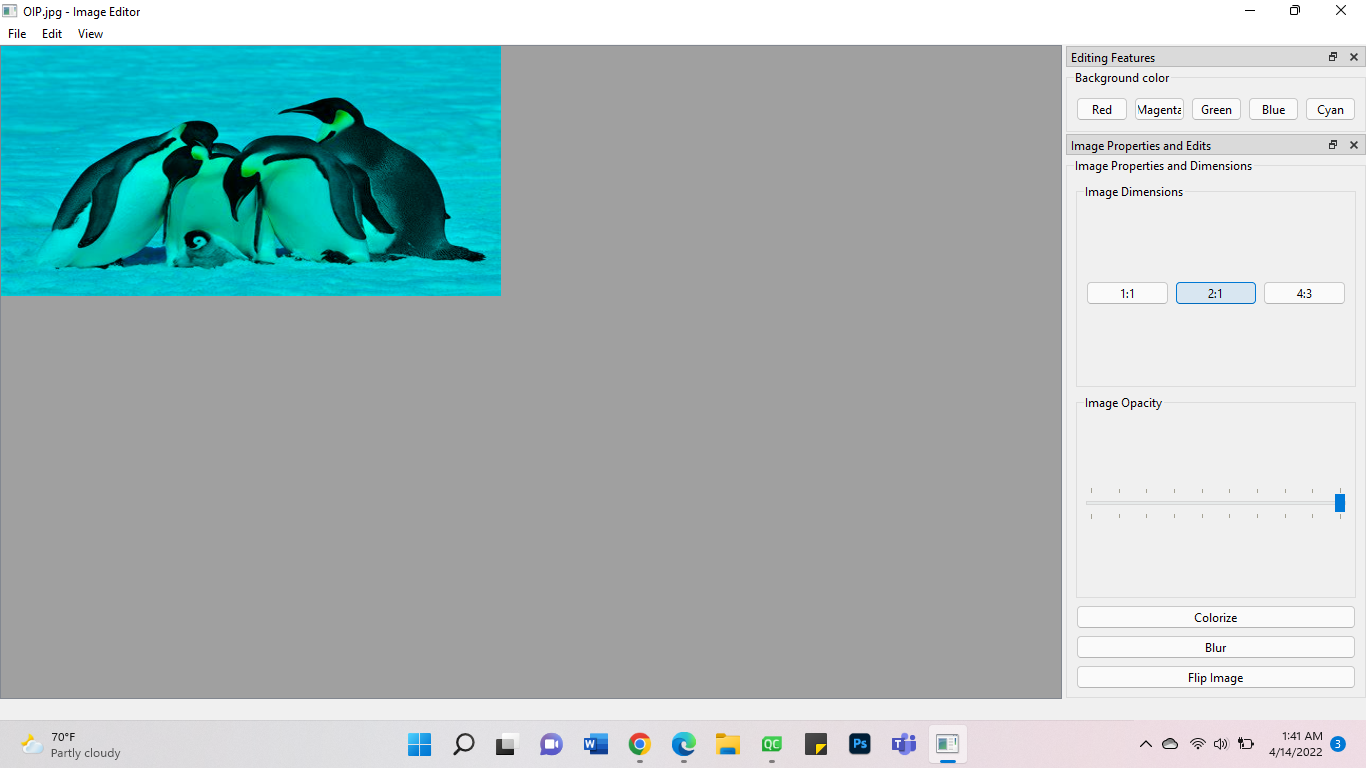 OIP.jpg - Image Editor
File Edit View
Editing Features
Background color
Red Magenta Green Blue Cyan
Image Properties and Edits
Image Properties and Dimensions
Image Dimensions
1:1 2:1 4:3
Image Opacity
Colorize
Blur
Flip Image
70°F
Partly cloudy
W
QC
Ps
1:41 AM
4/14/2022
3